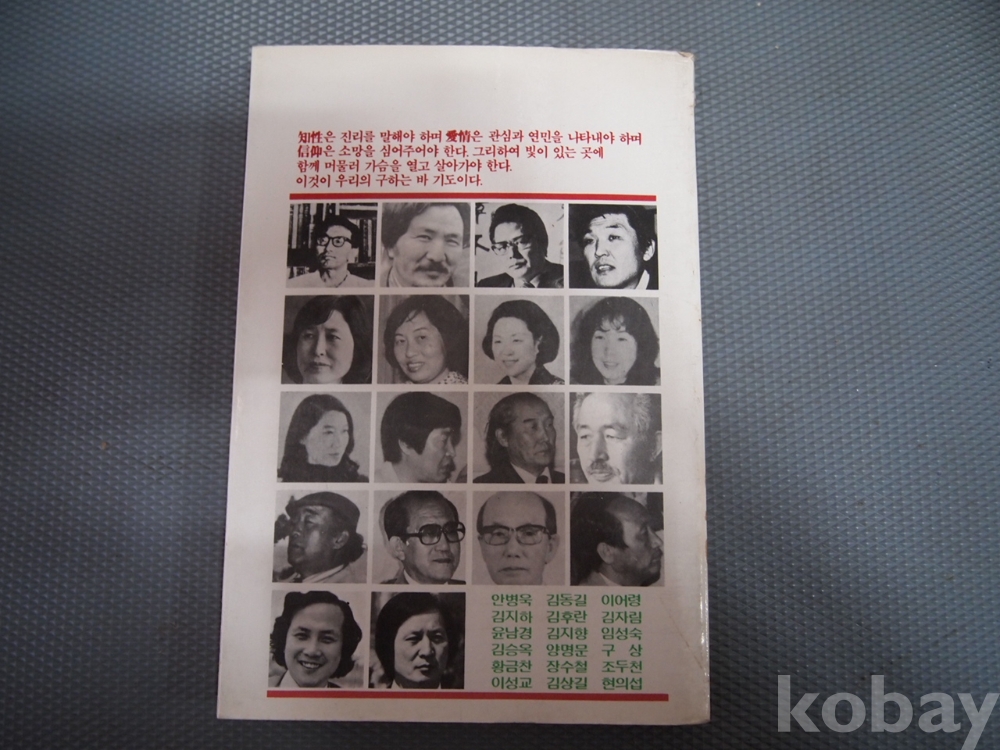 知性은 진리를 말해야 하며 愛情은 관심과 연민을 나타내야 하며
信仰은 소망을 심어주어야 한다. 그리하여 빛이 있는 곳에
함께 머물러 가슴을 열고 살아가야 한다.
이것이 우리의 구하는 바 기도이다.
안병욱 김동길 이어령
김지하 김후란 김자림
윤남경 김지향 임성숙
김승옥 양명문 구 상
황금찬 장수철 조두천
이성교 김상길 현의섭
kobay